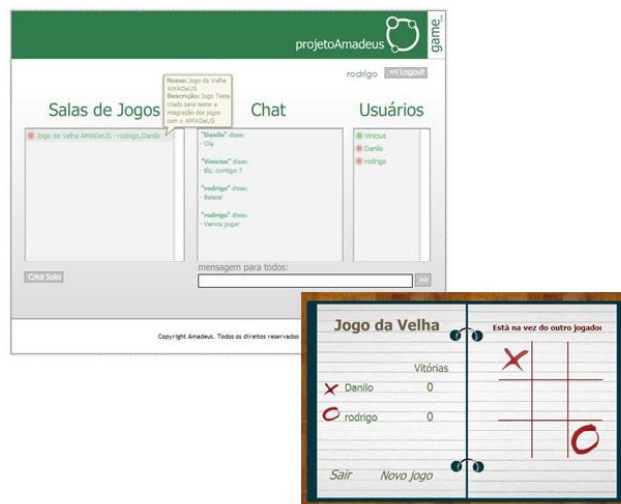 projetoAmadeus
game_
rodrigo << Logout
Nome: Jogo da Velha
AMADeUS
Descrição: Jogo Teste
criado para testar a
integração dos jogos
com o AMADeUS
Salas de Jogos
Chat
Usuários
Jogo da Velha AMADeUS - rodrigo,Danilo
"Danilo" disse:
- Ola
"Vinicius" disse:
- Blz, contigo ?
"rodrigo" disse:
- Beleza!
"rodrigo" disse:
- Vamos jogar
Vinicius
Danilo
rodrigo
Criar Sala
mensagem para todos:
>>
Copyright Amadeus. Todos os direitos reservados
Jogo da Velha
Vitórias
Danilo 0
rodrigo 0
Sair Novo jogo
Está na vez do outro jogador